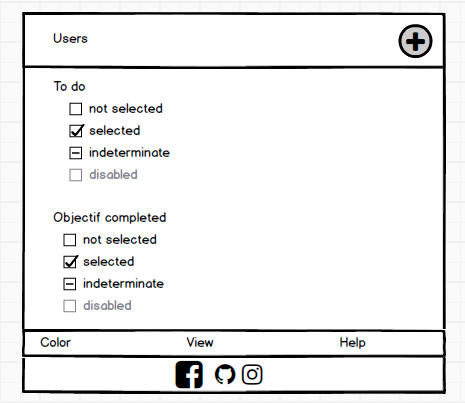 Users
To do
not selected
selected
indeterminate
disabled
Objectif completed
not selected
selected
indeterminate
disabled
Color View Help